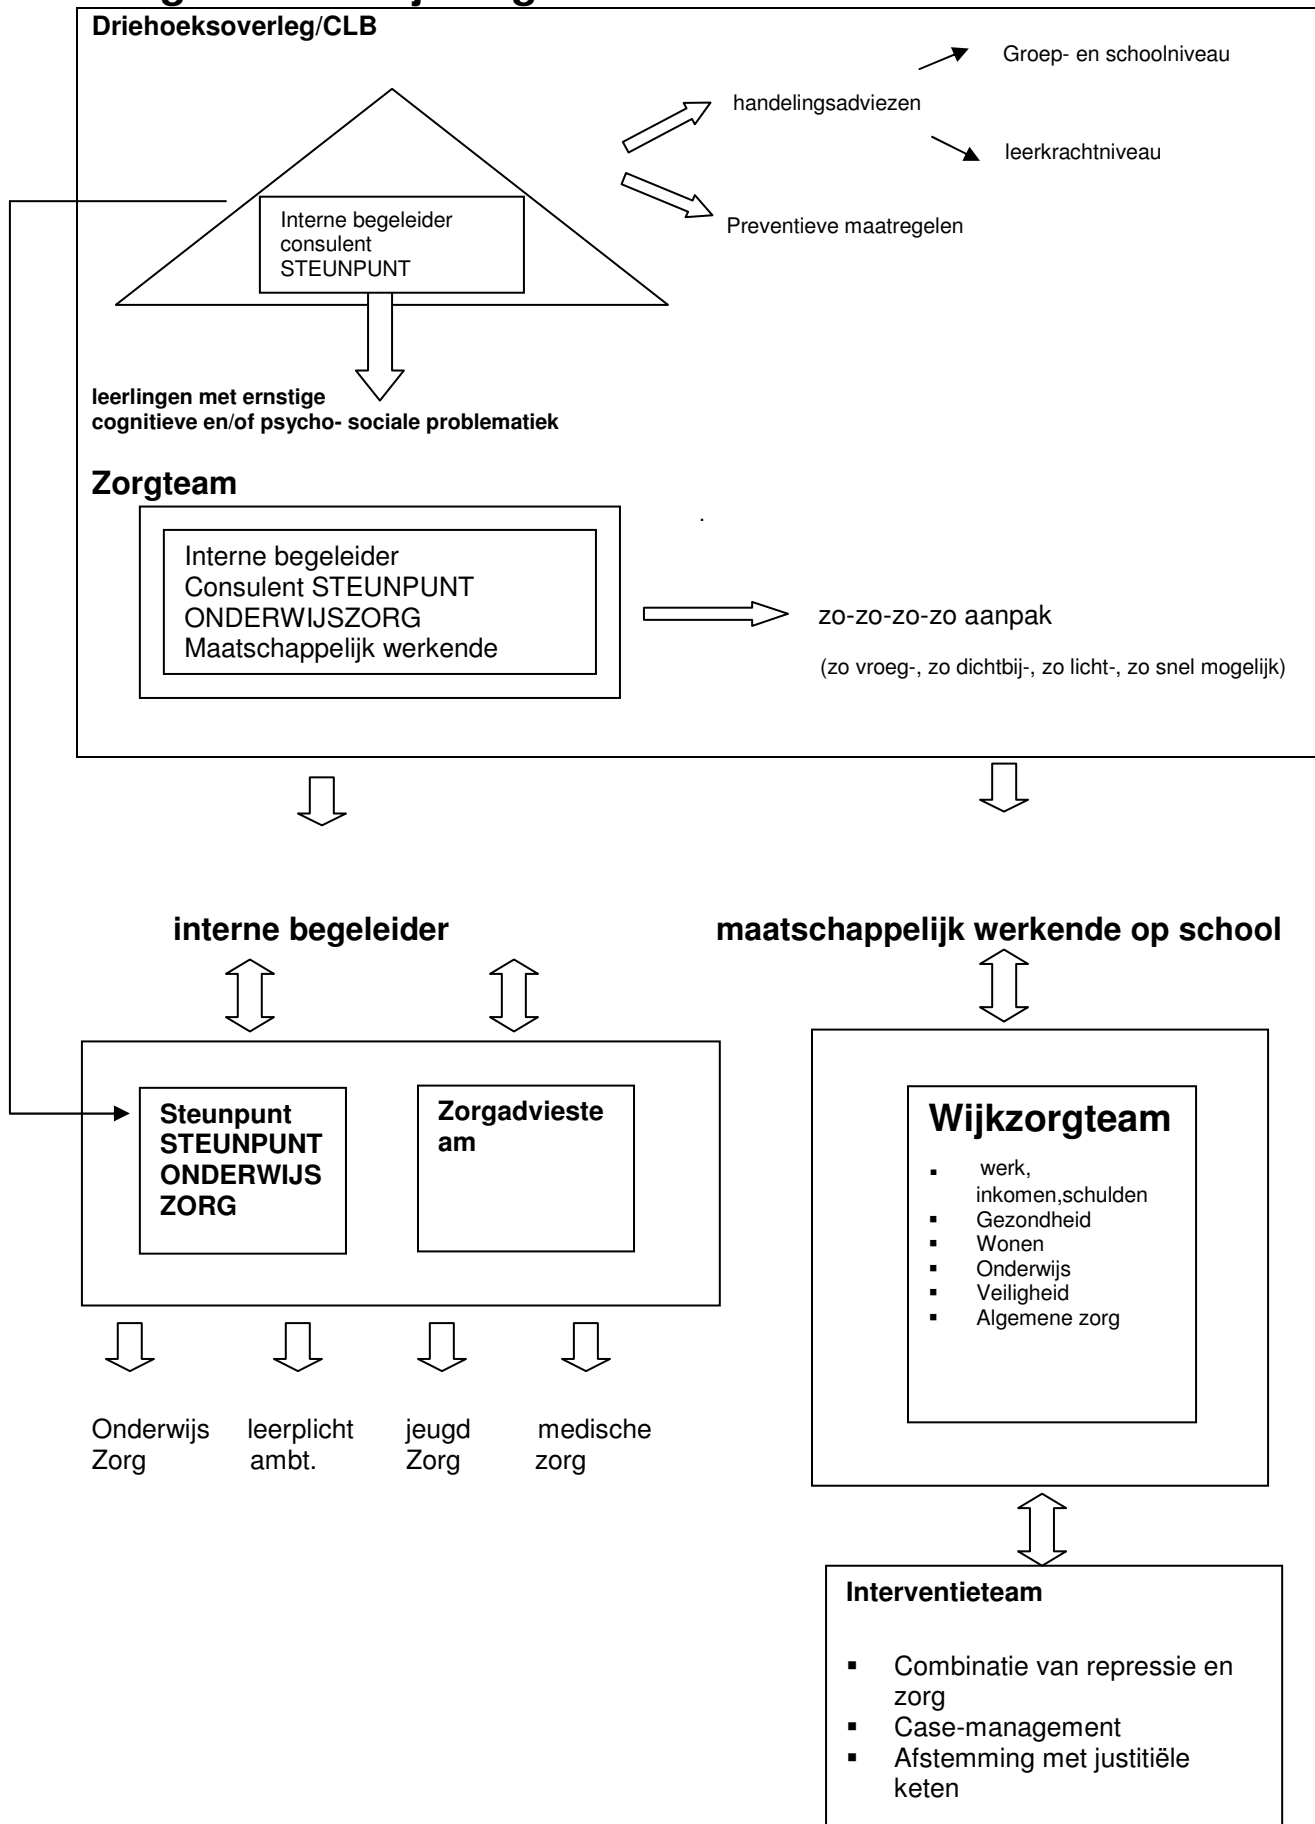 Driehoeksoverleg/CLB
Groep- en schoolniveau
handelingsadviezen
leerkrachtniveau
Interne begeleider
consulent
STEUNPUNT
Preventieve maatregelen
leerlingen met ernstige
cognitieve en/of psycho- sociale problematiek
Zorgteam
.
Interne begeleider
Consulent STEUNPUNT
ONDERWIJSZORG
Maatschappelijk werkende
zo-zo-zo-zo aanpak
(zo vroeg-, zo dichtbij-, zo licht-, zo snel mogelijk)
interne begeleider
maatschappelijk werkende op school
Steunpunt
STEUNPUNT
ONDERWIJS
ZORG
Zorgadvieste
am
Wijkzorgteam
▪ werk,
inkomen,schulden
▪ Gezondheid
▪ Wonen
▪ Onderwijs
▪ Veiligheid
▪ Algemene zorg
Onderwijs
Zorg
leerplicht
ambt.
jeugd
Zorg
medische
zorg
Interventieteam
▪ Combinatie van repressie en
zorg
▪ Case-management
▪ Afstemming met justitiële
keten